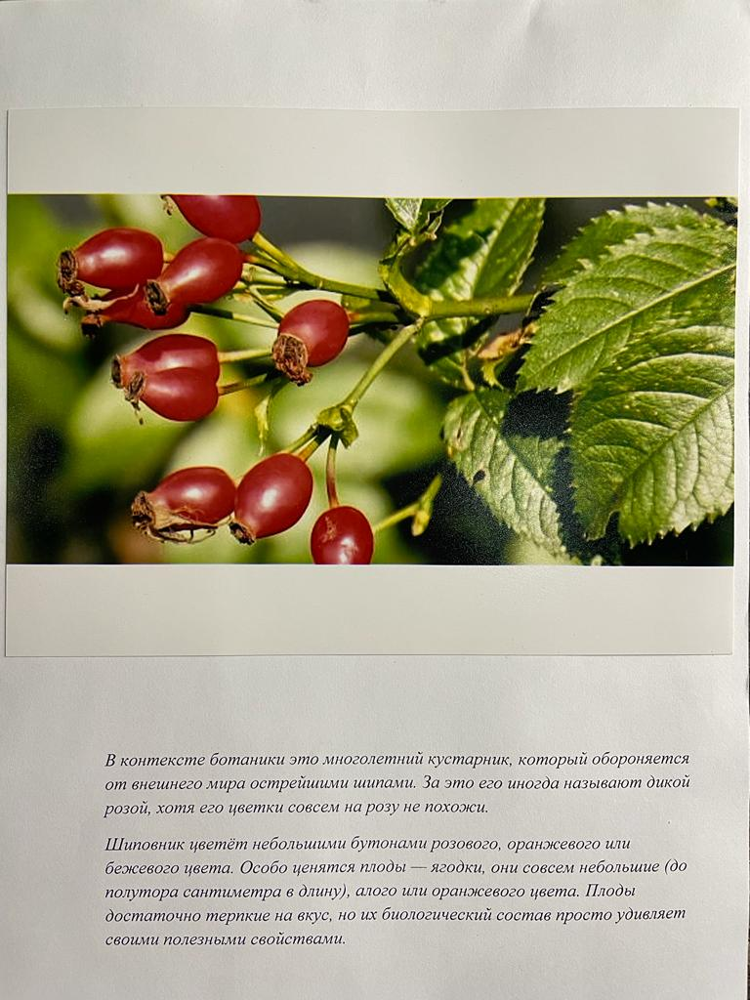 В контексте ботаники это многолетний кустарник, который обороняется
от внешнего мира острейшими шипами. За это его иногда называют дикой
розой, хотя его цветки совсем на розу не похожи.
Шиповник цветёт небольшими бутонами розового, оранжевого или
бежевого цвета. Особо ценятся плоды — ягодки, они совсем небольшие (до
полутора сантиметра в длину), алого или оранжевого цвета. Плоды
достаточно терпкие на вкус, но их биологический состав просто удивляет
своими полезными свойствами.